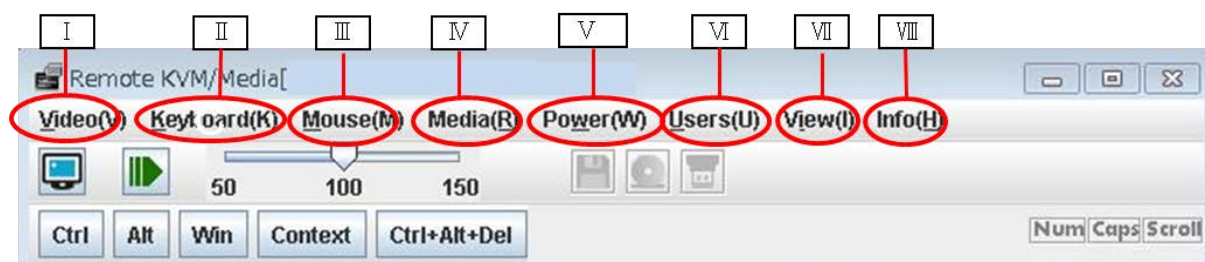 Ⅰ Ⅱ Ⅲ Ⅳ Ⅴ Ⅵ Ⅶ Ⅷ
Remote KVM/Media[
Video(V) Keyboard(K) Mouse(M) Media(R) Power(W) Users(U) View(I) Info(H)
50 100 150
Ctrl Alt Win Context Ctrl+Alt+Del Num Caps Scroll